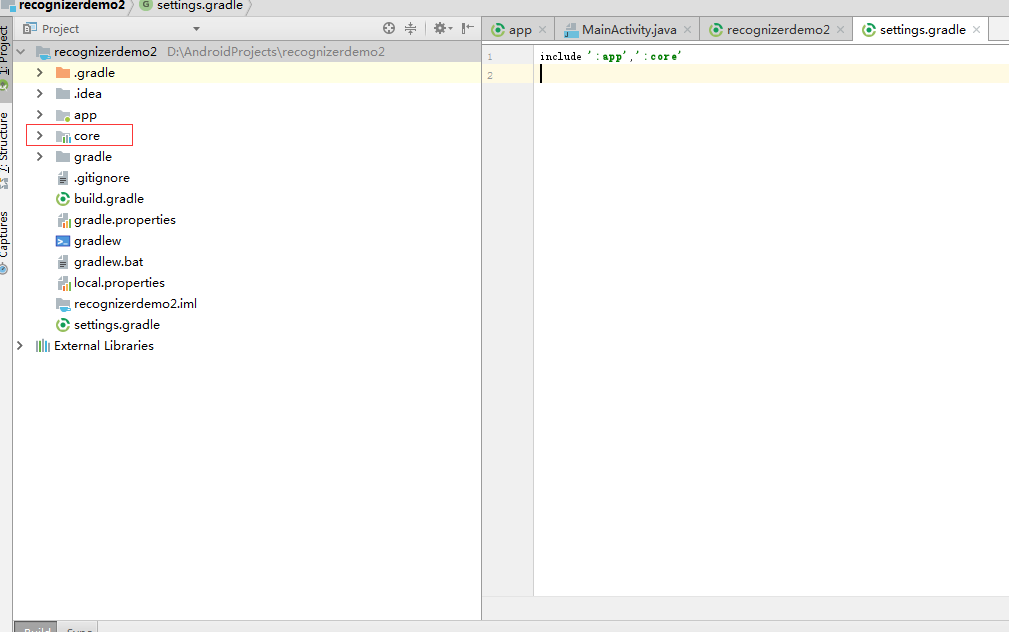 recognizerdemo2 settings.gradle
Project
app MainActivity.java recognizerdemo2 settings.gradle
1: Project
7: Structure
Captures
recognizerdemo2 D:\AndroidProjects\recognizerdemo2
.gradle
.idea
app
core
gradle
.gitignore
build.gradle
gradle.properties
gradlew
gradlew.bat
local.properties
recognizerdemo2.iml
settings.gradle
External Libraries
1 include ':app',':core'
2
Build Sync